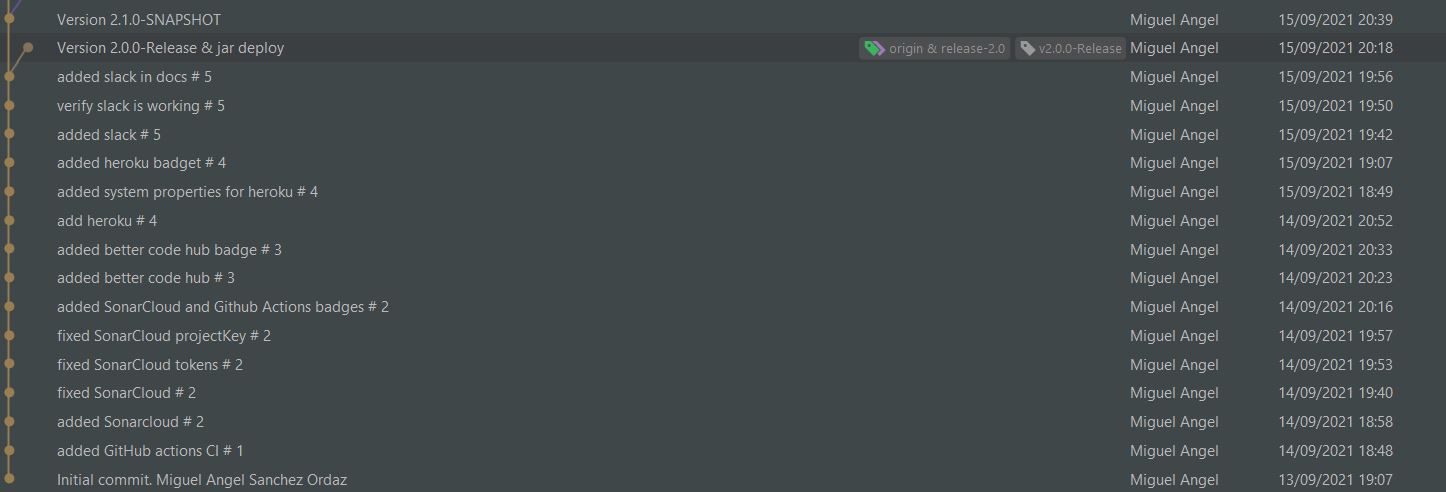 Version 2.1.0-SNAPSHOT Miguel Angel 15/09/2021 20:39
Version 2.0.0-Release & jar deploy origin & release-2.0 v2.0.0-Release Miguel Angel 15/09/2021 20:18
added slack in docs # 5 Miguel Angel 15/09/2021 19:56
verify slack is working # 5 Miguel Angel 15/09/2021 19:50
added slack # 5 Miguel Angel 15/09/2021 19:42
added heroku badget # 4 Miguel Angel 15/09/2021 19:07
added system properties for heroku # 4 Miguel Angel 15/09/2021 18:49
add heroku # 4 Miguel Angel 14/09/2021 20:52
added better code hub badge # 3 Miguel Angel 14/09/2021 20:33
added better code hub # 3 Miguel Angel 14/09/2021 20:23
added SonarCloud and Github Actions badges # 2 Miguel Angel 14/09/2021 20:16
fixed SonarCloud projectKey # 2 Miguel Angel 14/09/2021 19:57
fixed SonarCloud tokens # 2 Miguel Angel 14/09/2021 19:53
fixed SonarCloud # 2 Miguel Angel 14/09/2021 19:40
added Sonarcloud # 2 Miguel Angel 14/09/2021 18:58
added GitHub actions CI # 1 Miguel Angel 14/09/2021 18:48
Initial commit. Miguel Angel Sanchez Ordaz Miguel Angel 13/09/2021 19:07